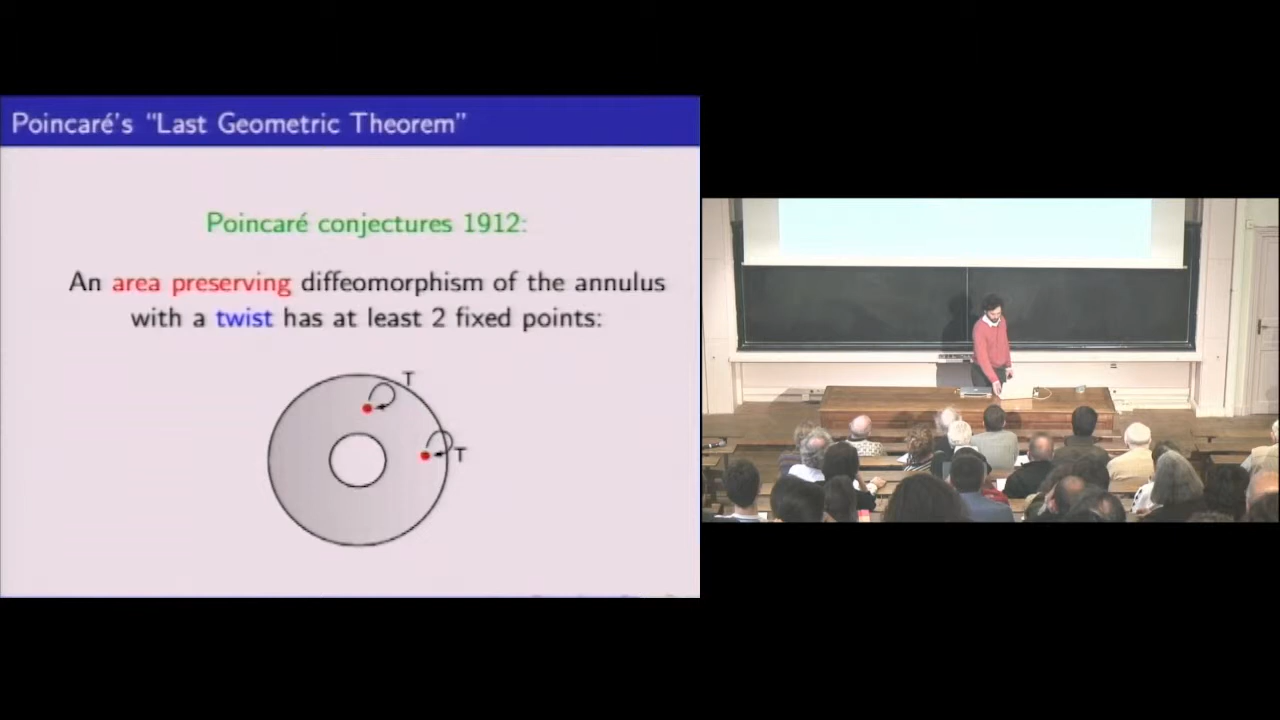 Poincaré's “Last Geometric Theorem”
Poincaré conjectures 1912:
An area preserving diffeomorphism of the annulus
with a twist has at least 2 fixed points:
T
T